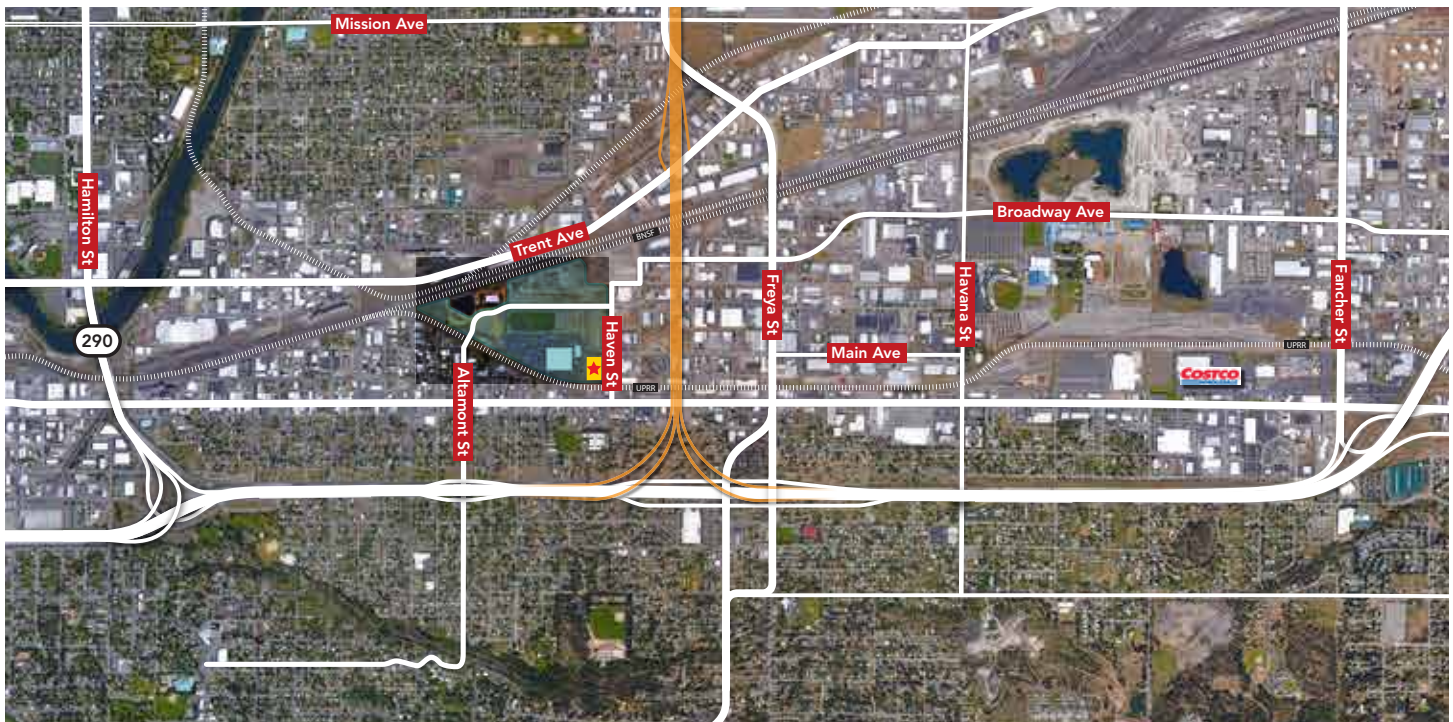 Mission Ave
Hamilton St
Trent Ave
BNSF
Broadway Ave
Freya St
Havana St
Fancher St
290
Haven St
Main Ave
UPRR
COSTCO
Altamont St
UPRR